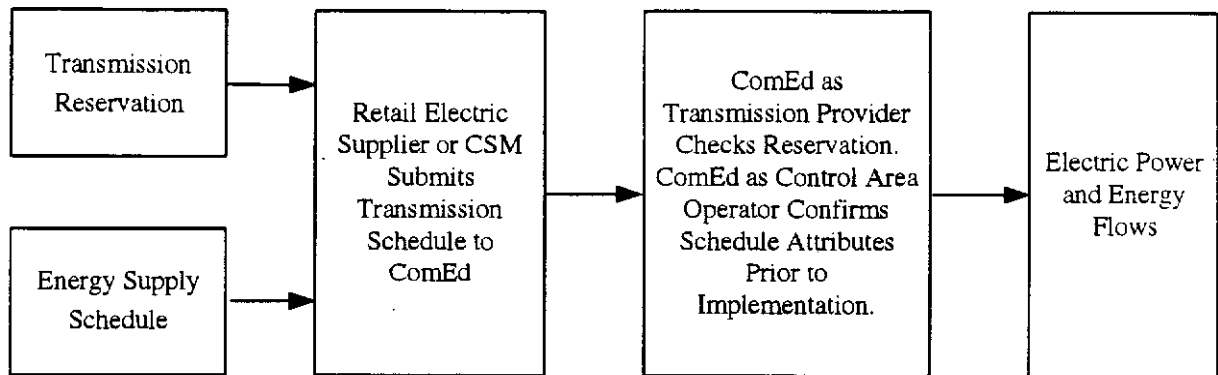 Transmission
Reservation
Energy Supply
Schedule
Retail Electric
Supplier or CSM
Submits
Transmission
Schedule to
ComEd
ComEd as
Transmission Provider
Checks Reservation.
ComEd as Control Area
Operator Confirms
Schedule Attributes
Prior to
Implementation.
Electric Power
and Energy
Flows